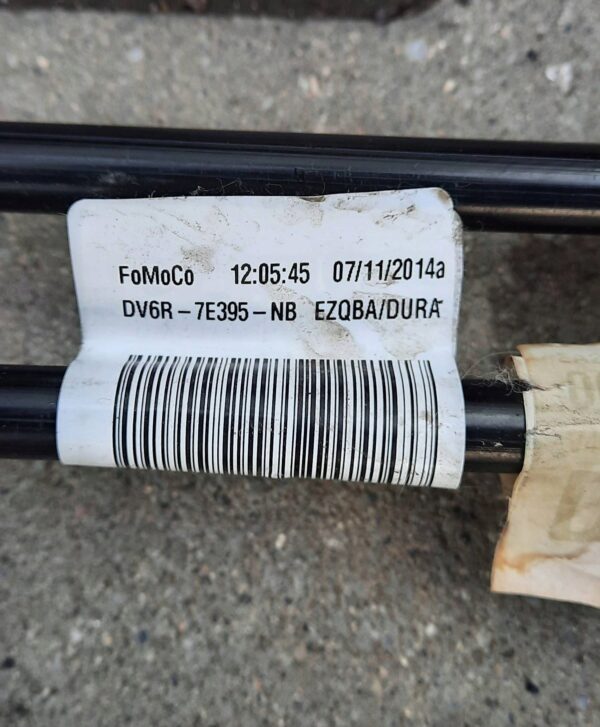 FoMoCo 12:05:45 07/11/2014a
DV6R-7E395-NB EZQBA/DURA